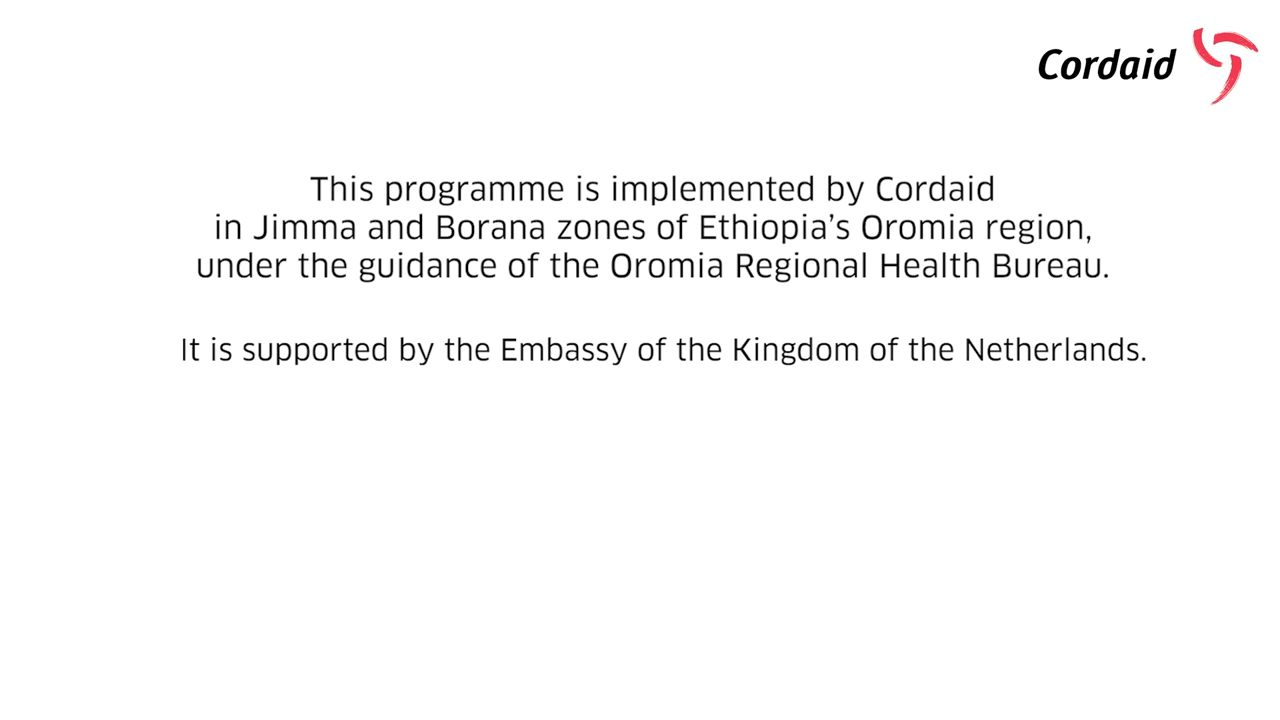 Cordaid
This programme is implemented by Cordaid
in Jimma and Borana zones of Ethiopia’s Oromia region,
under the guidance of the Oromia Regional Health Bureau.
It is supported by the Embassy of the Kingdom of the Netherlands.